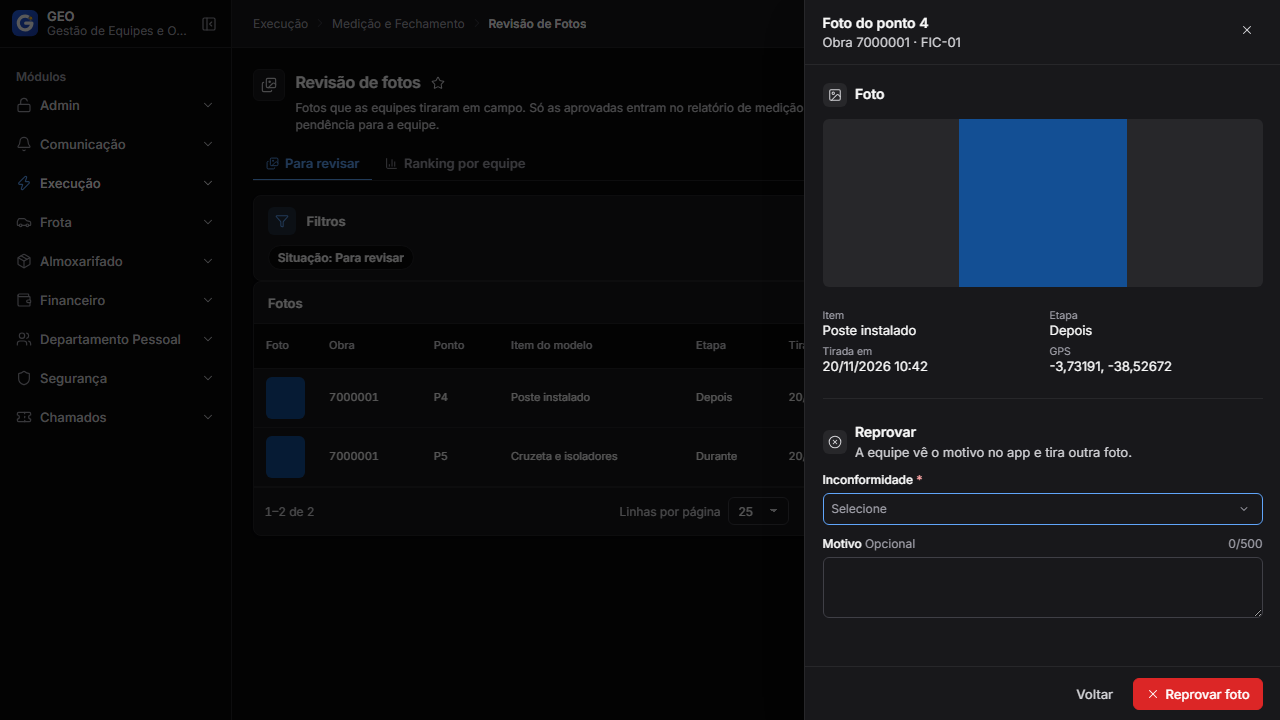 GEO
Gestão de Equipes e O...
Módulos
Admin
Comunicação
Execução
Frota
Almoxarifado
Financeiro
Departamento Pessoal
Segurança
Chamados
Execução
Medição e Fechamento
Revisão de Fotos
Revisão de fotos
Fotos que as equipes tiraram em campo. Só as aprovadas entram no relatório de medição
pendência para a equipe.
Para revisar
Ranking por equipe
Filtros
Situação: Para revisar
Fotos
Foto Obra Ponto Item do modelo Etapa
7000001 P4 Poste instalado Depois 20,
7000001 P5 Cruzeta e isoladores Durante 20,
1–2 de 2 Linhas por página 25
Foto do ponto 4
Obra 7000001 · FIC-01
Foto
Item Etapa
Poste instalado Depois
Tirada em GPS
20/11/2026 10:42 -3,73191, -38,52672
Reprovar
A equipe vê o motivo no app e tira outra foto.
Inconformidade *
Selecione
Motivo Opcional 0/500
Voltar Reprovar foto